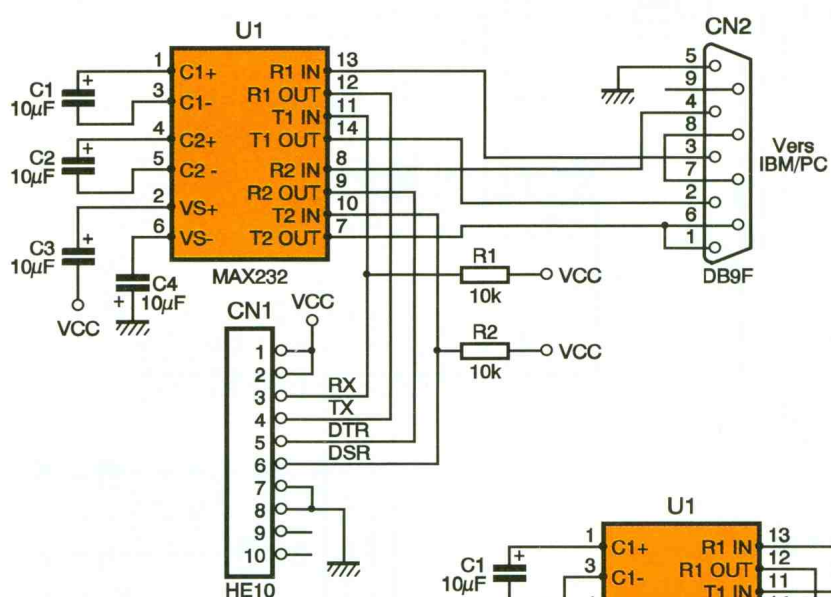 U1
1 C1+ R1 IN 13
3 C1- R1 OUT 12
T1 IN 11
4 C2+ T1 OUT 14
5 C2 - R2 IN 8
R2 OUT 9
2 VS+ T2 IN 10
6 VS- T2 OUT 7
MAX232
C1
10µF
+
C2
10µF
+
C3
10µF
+
VCC
C4
10µF
+
CN2
5
9
4
8
3
7
2
6
1
DB9F
Vers
IBM/PC
R1
10k
VCC
R2
10k
VCC
CN1
VCC
1
2
3 RX
4 TX
5 DTR
6 DSR
7
8
9
10
HE10
U1
1 C1+ R1 IN 13
3 C1- R1 OUT 12
T1 IN 11
C1
10µF
+